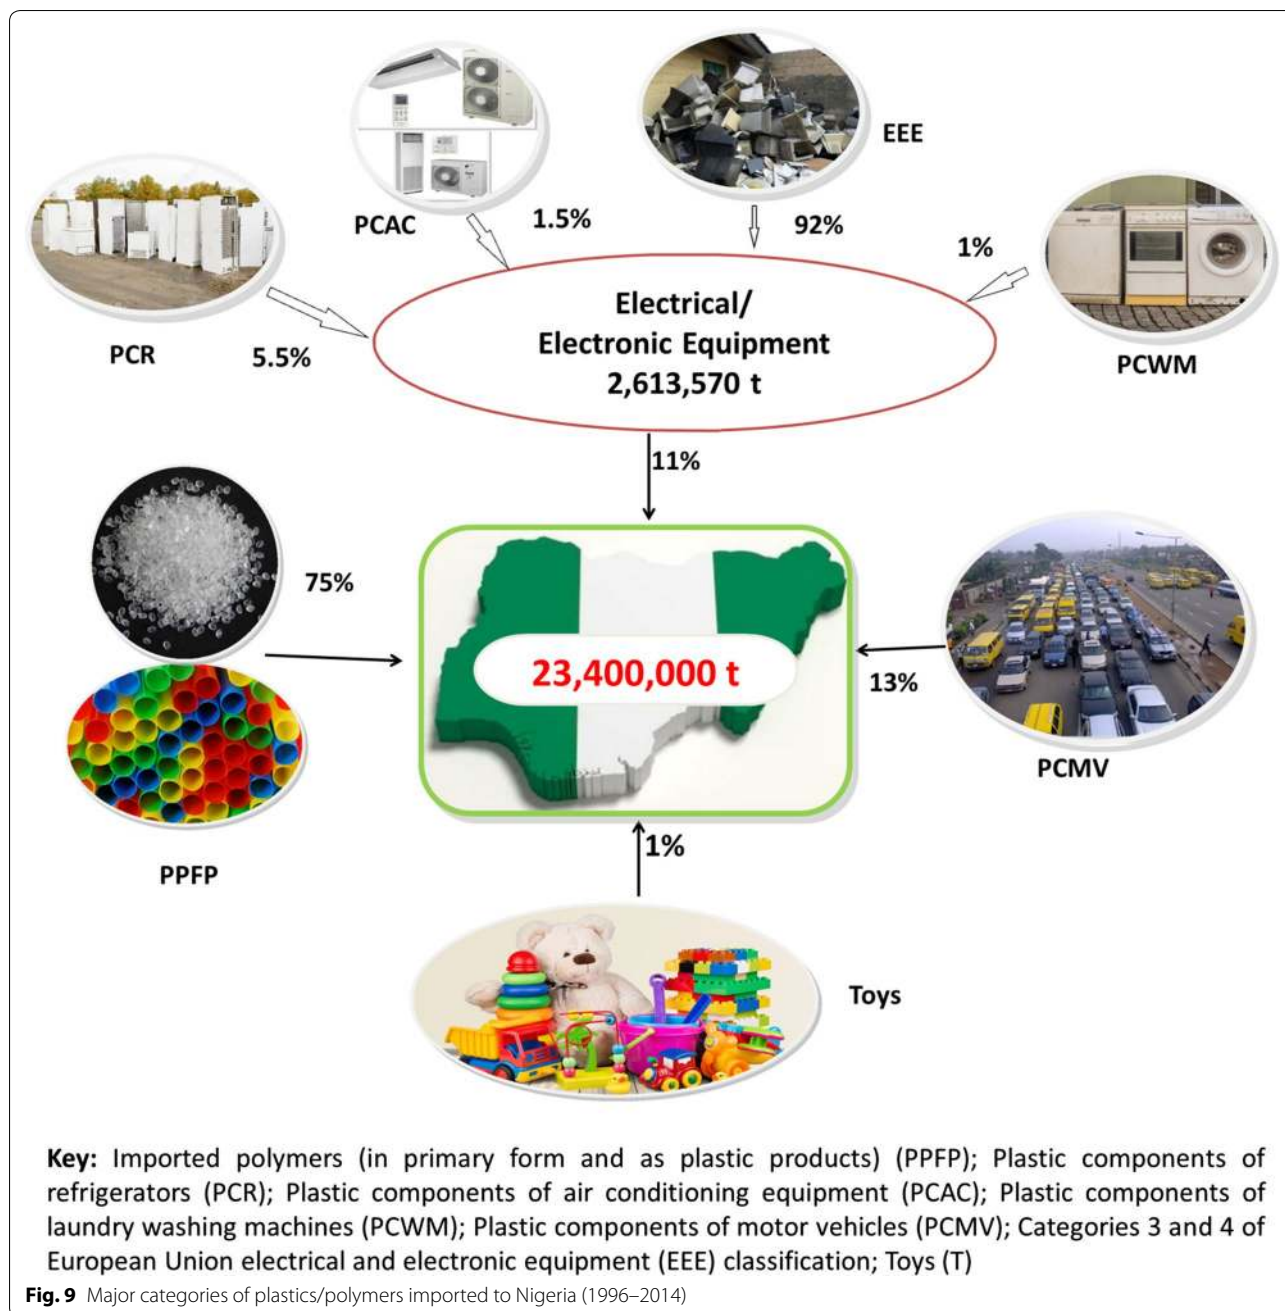 EEE
PCAC
1.5%
92%
1%
PCR
5.5%
Electrical/
Electronic Equipment
2,613,570 t
PCWM
11%
75%
23,400,000 t
13%
PCMV
PPFP
1%
Toys
Key: Imported polymers (in primary form and as plastic products) (PPFP); Plastic components of
refrigerators (PCR); Plastic components of air conditioning equipment (PCAC); Plastic components of
laundry washing machines (PCWM); Plastic components of motor vehicles (PCMV); Categories 3 and 4 of
European Union electrical and electronic equipment (EEE) classification; Toys (T)
Fig. 9 Major categories of plastics/polymers imported to Nigeria (1996–2014)